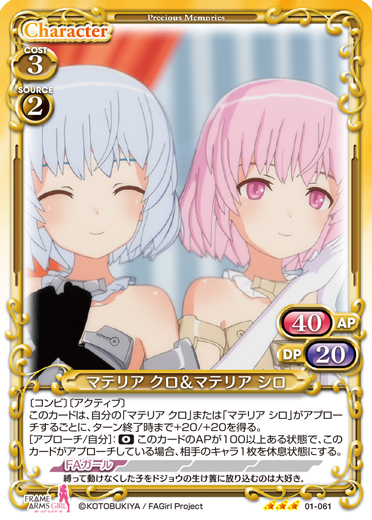 Precious Memories
Character
COST
3
SOURCE
2
40 AP
DP 20
マテリア クロ&マテリア シロ
[コンビ] [アクティブ]
このカードは、自分の「マテリア クロ」または「マテリア シロ」がアプロー
チするごとに、ターン終了時まで+20/+20を得る。
[アプローチ/自分]: このカードのAPが100以上ある状態で、この
カードがアプローチしている場合、相手のキャラ1枚を休息状態にする。
FAガール
縛って動けなくした子をドジョウの生け簀に放り込むのは大好き。
FRAME
ARMS GIRL
©KOTOBUKIYA / FAGirl Project
★★★ 01-061